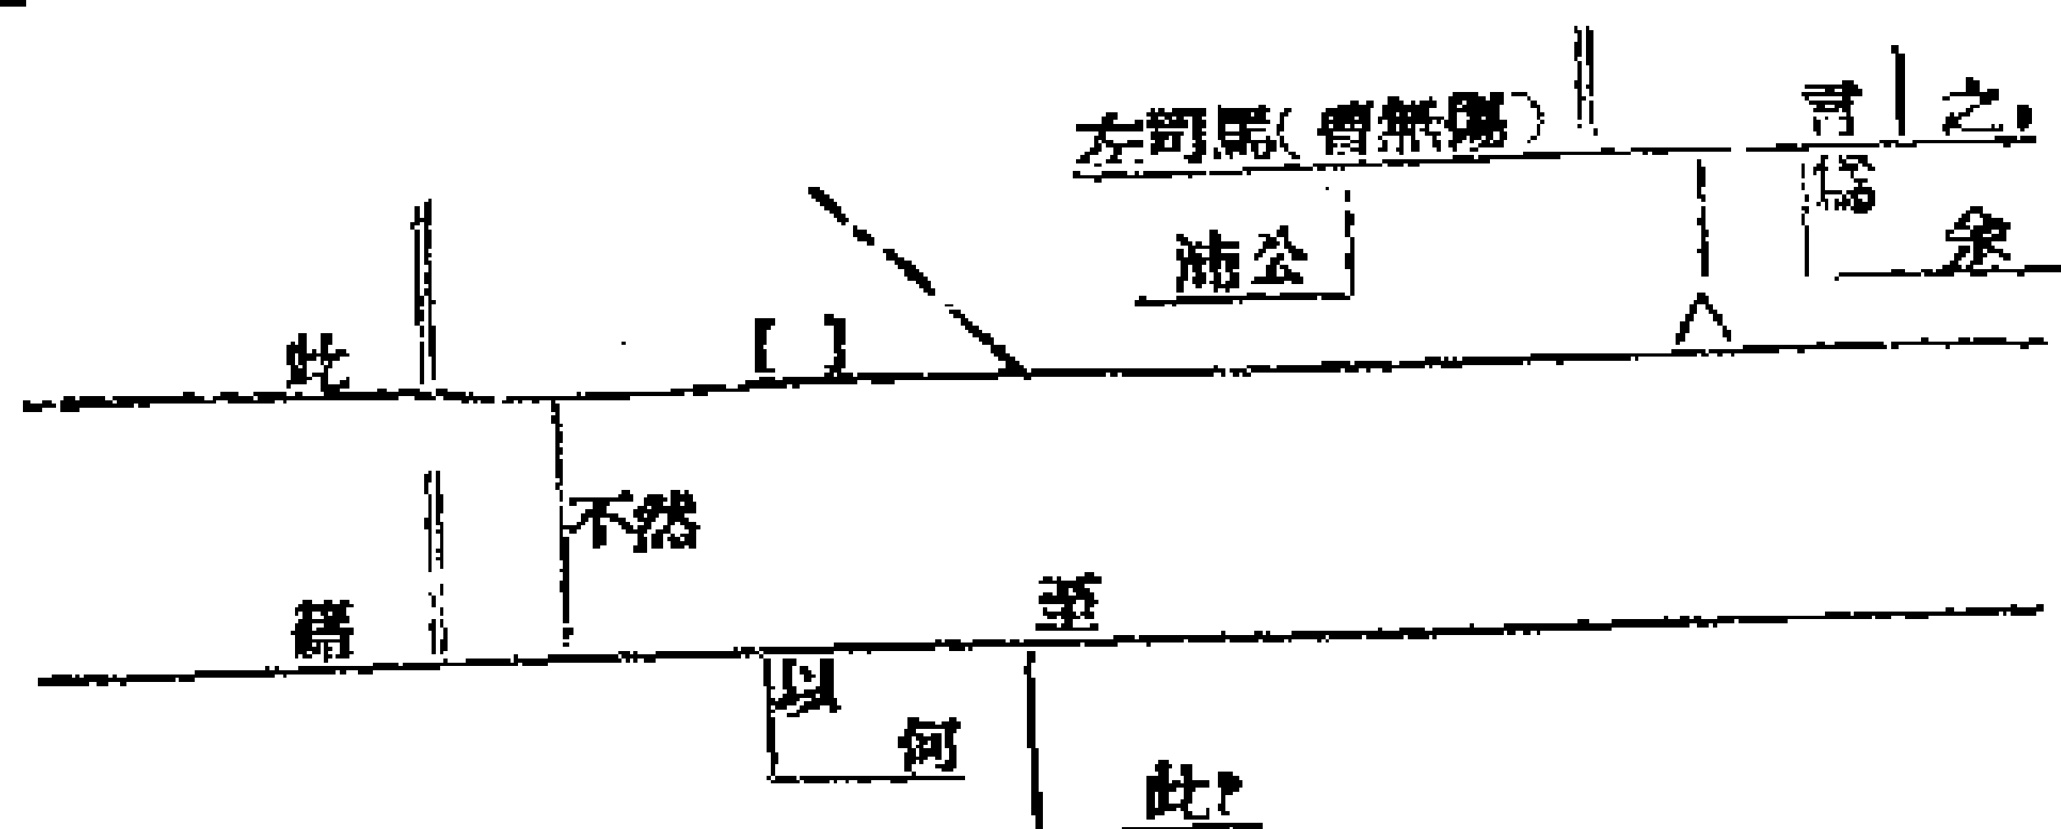 左司馬(曹無傷) 言 之,
沛公
此 【 】
不然
籍 至
以
何
此?